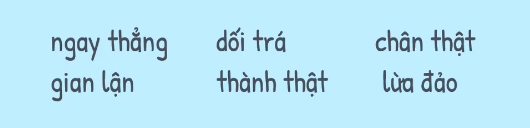 ngay thẳng dối trá chân thật
gian lận thành thật lừa đảo